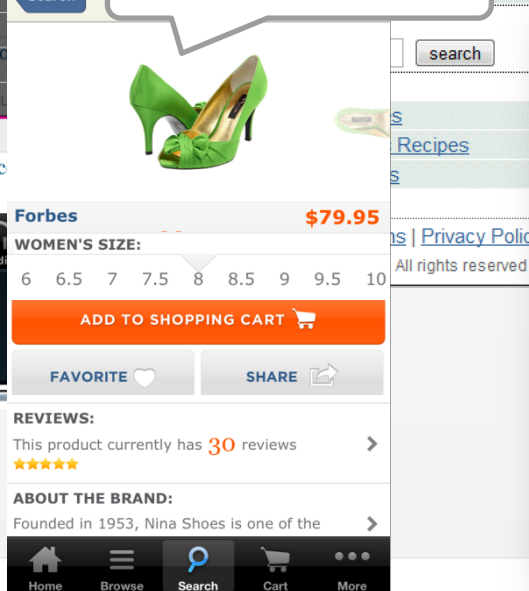 Search
search
s
Recipes
s
Forbes $79.95
ns | Privacy Polic
WOMEN'S SIZE:
All rights reserved
6 6.5 7 7.5 8 8.5 9 9.5 10
ADD TO SHOPPING CART
FAVORITE SHARE
REVIEWS:
This product currently has 30 reviews
ABOUT THE BRAND:
Founded in 1953, Nina Shoes is one of the
Home Browse Search Cart More